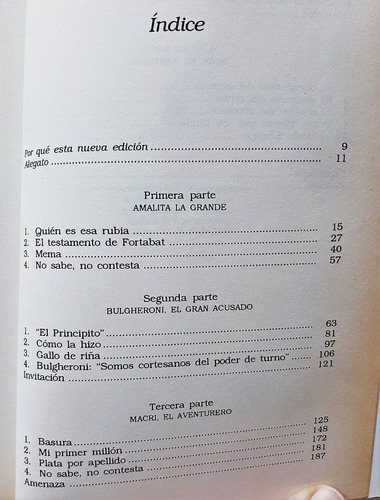 Índice
Por qué esta nueva edición ........ 9
Alegato ........ 11
Primera parte
AMALITA LA GRANDE
1. Quién es esa rubia ........ 15
2. El testamento de Fortabat ........ 27
3. Mema ........ 40
4. No sabe, no contesta ........ 57
Segunda parte
BULGHERONI, EL GRAN ACUSADO
1. "El Principito" ........ 63
2. Cómo la hizo ........ 81
3. Gallo de riña ........ 97
4. Bulgheroni: "Somos cortesanos del poder de turno" ........ 106
Invitación ........ 121
Tercera parte
MACRI, EL AVENTURERO
1. Basura ........ 125
2. Mi primer millón ........ 148
3. Plata por apellido ........ 172
4. No sabe, no contesta ........ 181
Amenaza ........ 187